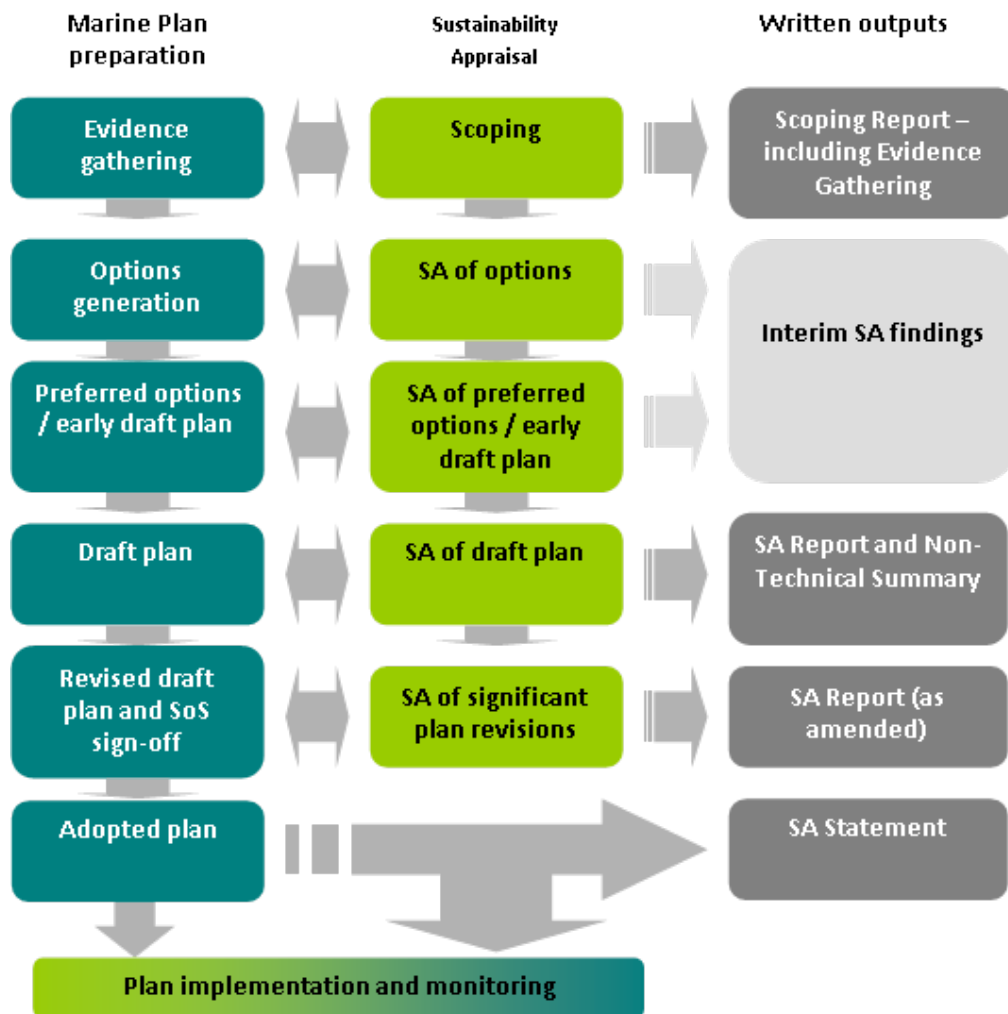 Marine Plan
preparation
Sustainability
Appraisal
Written outputs
Evidence
gathering
Scoping
Scoping Report –
including Evidence
Gathering
Options
generation
SA of options
Interim SA findings
Preferred options
/ early draft plan
SA of preferred
options / early
draft plan
Draft plan
SA of draft plan
SA Report and Non-
Technical Summary
Revised draft
plan and SoS
sign-off
SA of significant
plan revisions
SA Report (as
amended)
Adopted plan
SA Statement
Plan implementation and monitoring